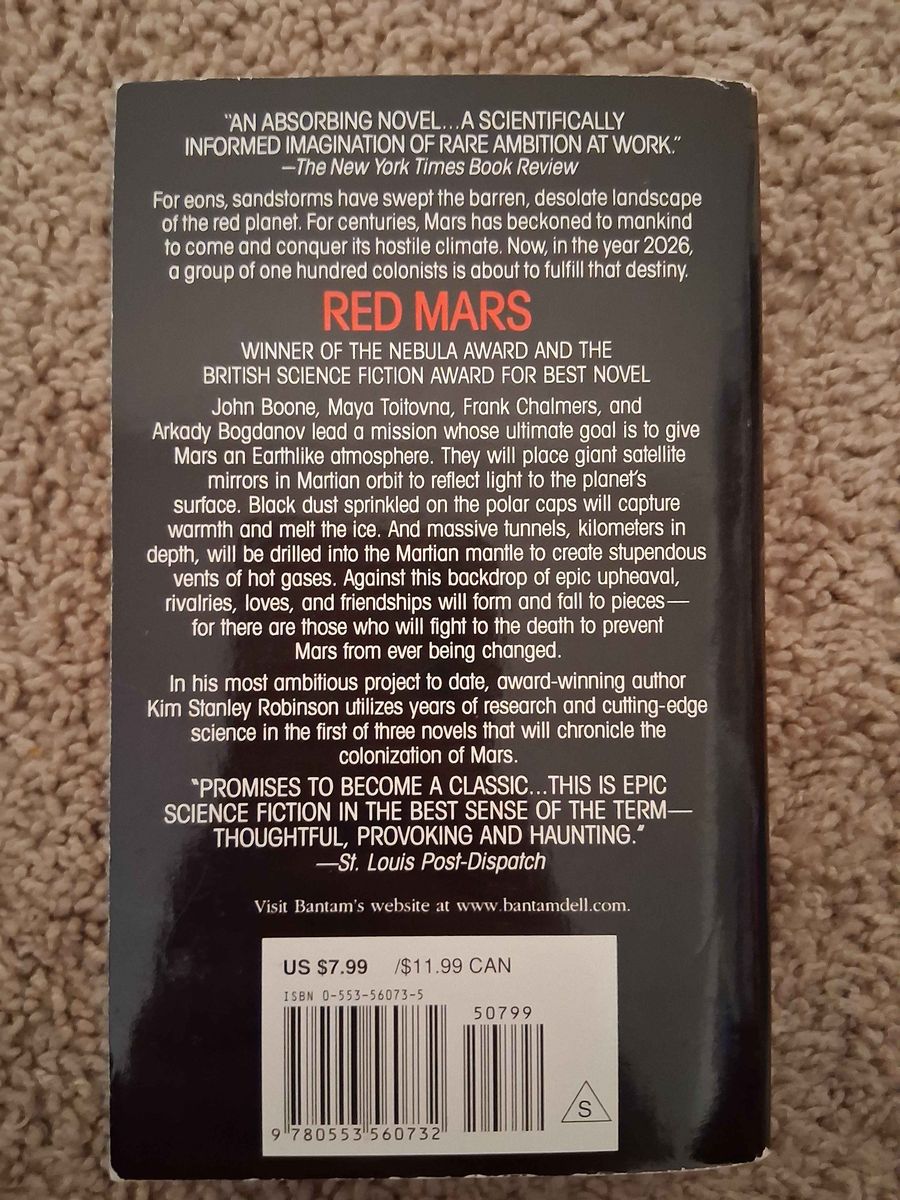 "AN ABSORBING NOVEL...A SCIENTIFICALLY
INFORMED IMAGINATION OF RARE AMBITION AT WORK."
—The New York Times Book Review
For eons, sandstorms have swept the barren, desolate landscape
of the red planet. For centuries, Mars has beckoned to mankind
to come and conquer its hostile climate. Now, in the year 2026,
a group of one hundred colonists is about to fulfill that destiny.
RED MARS
WINNER OF THE NEBULA AWARD AND THE
BRITISH SCIENCE FICTION AWARD FOR BEST NOVEL
John Boone, Maya Toitovna, Frank Chalmers, and
Arkady Bogdanov lead a mission whose ultimate goal is to give
Mars an Earthlike atmosphere. They will place giant satellite
mirrors in Martian orbit to reflect light to the planet's
surface. Black dust sprinkled on the polar caps will capture
warmth and melt the ice. And massive tunnels, kilometers in
depth, will be drilled into the Martian mantle to create stupendous
vents of hot gases. Against this backdrop of epic upheaval,
rivalries, loves, and friendships will form and fall to pieces—
for there are those who will fight to the death to prevent
Mars from ever being changed.
In his most ambitious project to date, award-winning author
Kim Stanley Robinson utilizes years of research and cutting-edge
science in the first of three novels that will chronicle the
colonization of Mars.
"PROMISES TO BECOME A CLASSIC...THIS IS EPIC
SCIENCE FICTION IN THE BEST SENSE OF THE TERM—
THOUGHTFUL, PROVOKING AND HAUNTING."
—St. Louis Post-Dispatch
Visit Bantam's website at www.bantamdell.com.
US $7.99 /$11.99 CAN
ISBN 0-553-56073-5
50799
S
9 780553 560732